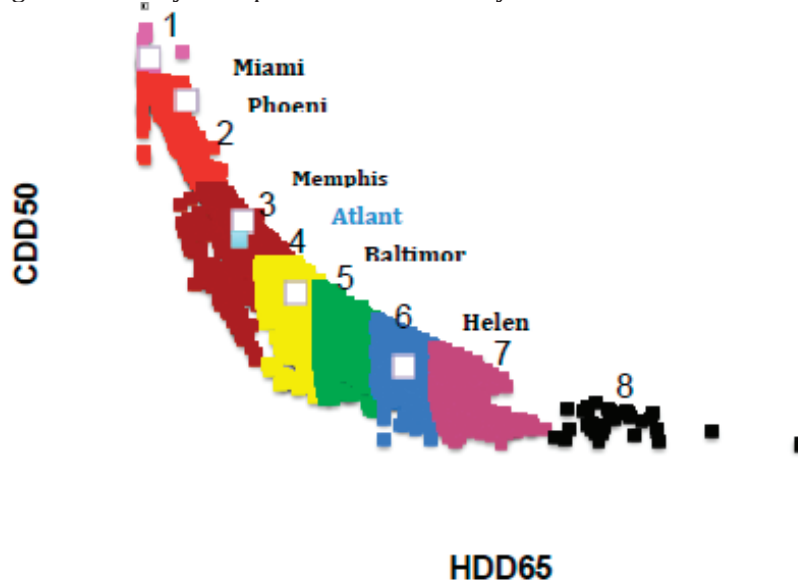 1
Miami
Phoeni
2
Memphis
3
Atlant
4
Baltimor
5
6
Helen
7
8
CDD50
HDD65